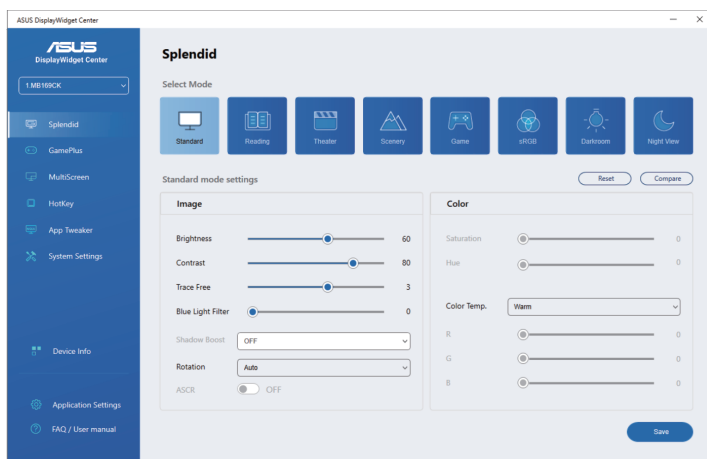 ASUS DisplayWidget Center
ASUS
DisplayWidget Center
1.MB169CK
Splendid
GamePlus
MultiScreen
HotKey
App Tweaker
System Settings
Device Info
Application Settings
FAQ / User manual
Splendid
Select Mode
Standard
Reading
Theater
Scenery
Game
sRGB
Darkroom
Night View
Standard mode settings
Reset
Compare
Image
Brightness 60
Contrast 80
Trace Free 3
Blue Light Filter 0
Shadow Boost OFF
Rotation Auto
ASCR OFF
Color
Saturation 0
Hue 0
Color Temp. Warm
R 0
G 0
B 0
Save